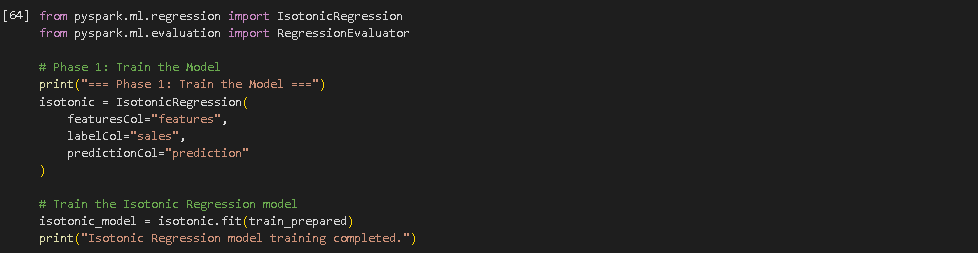 [64] from pyspark.ml.regression import IsotonicRegression
from pyspark.ml.evaluation import RegressionEvaluator
# Phase 1: Train the Model
print("=== Phase 1: Train the Model ===")
isotonic = IsotonicRegression(
    featuresCol="features",
    labelCol="sales",
    predictionCol="prediction"
)
# Train the Isotonic Regression model
isotonic_model = isotonic.fit(train_prepared)
print("Isotonic Regression model training completed.")